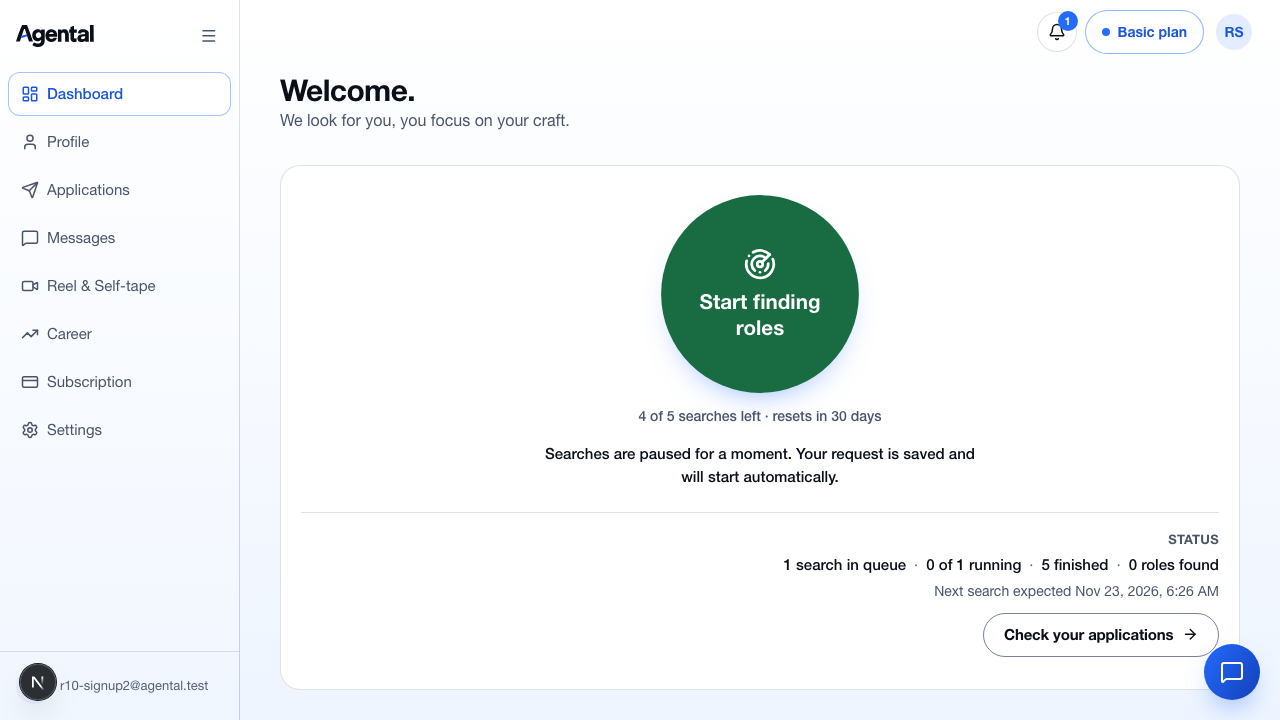 Agental
1
Basic plan
RS
Dashboard
Profile
Applications
Messages
Reel & Self-tape
Career
Subscription
Settings
N
r10-signup2@agental.test
Welcome.
We look for you, you focus on your craft.
Start finding
roles
4 of 5 searches left · resets in 30 days
Searches are paused for a moment. Your request is saved and
will start automatically.
STATUS
1 search in queue · 0 of 1 running · 5 finished · 0 roles found
Next search expected Nov 23, 2026, 6:26 AM
Check your applications →